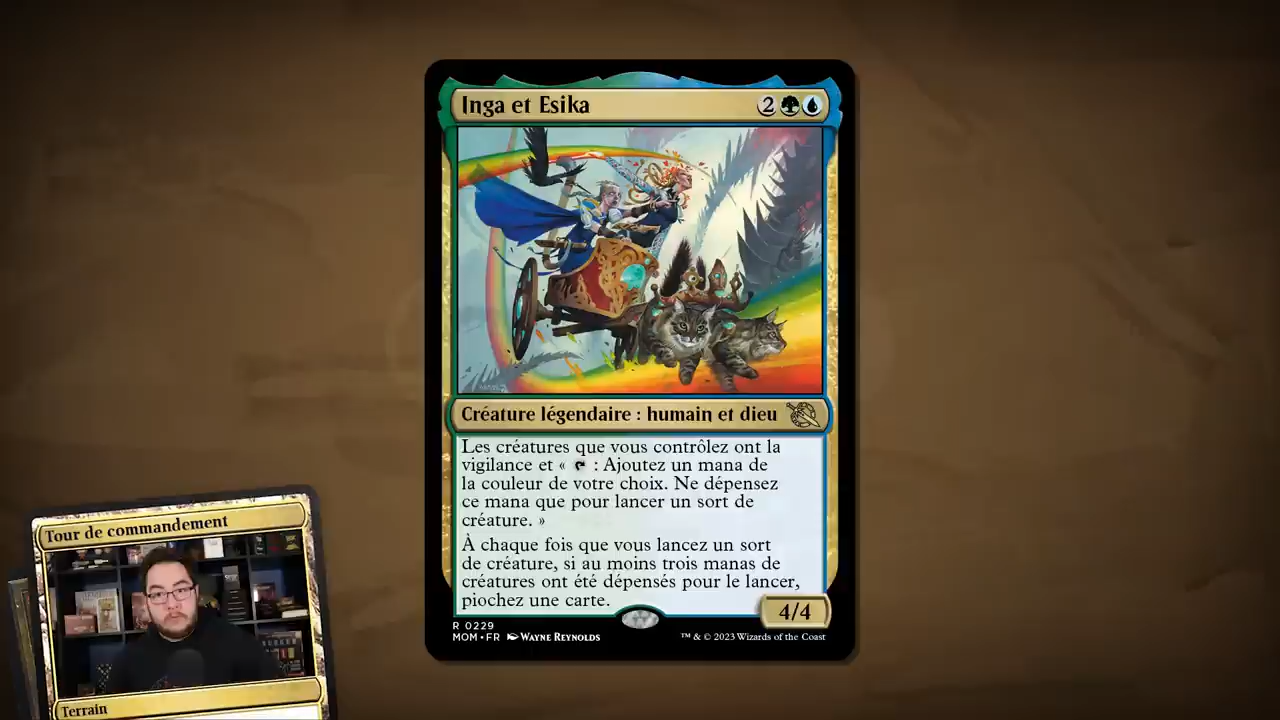 Inga et Esika
2
Créature légendaire : humain et dieu
Les créatures que vous contrôlez ont la
vigilance et « : Ajoutez un mana de
la couleur de votre choix. Ne dépensez
ce mana que pour lancer un sort de
créature. »
À chaque fois que vous lancez un sort
de créature, si au moins trois manas de
créatures ont été dépensés pour le lancer,
piochez une carte.
4/4
R 0229
MOM • FR WAYNE REYNOLDS
™ & © 2023 Wizards of the Coast
Tour de commandement
Terrain